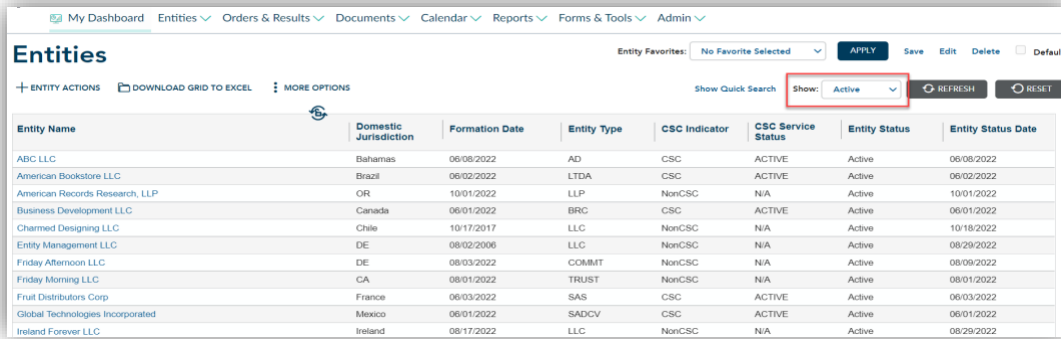 My Dashboard Entities Orders & Results Documents Calendar Reports Forms & Tools Admin
Entities
Entity Favorites: No Favorite Selected APPLY Save Edit Delete Defaul
ENTITY ACTIONS DOWNLOAD GRID TO EXCEL MORE OPTIONS
Show Quick Search Show: Active REFRESH RESET
Entity Name Domestic Jurisdiction Formation Date Entity Type CSC Indicator CSC Service Status Entity Status Entity Status Date
ABC LLC Bahamas 06/08/2022 AD CSC ACTIVE Active 06/08/2022
American Bookstore LLC Brazil 06/02/2022 LTDA CSC ACTIVE Active 06/02/2022
American Records Research, LLP OR 10/01/2022 LLP NonCSC N/A Active 10/01/2022
Business Development LLC Canada 06/01/2022 BRC CSC ACTIVE Active 06/01/2022
Charmed Designing LLC Chile 10/17/2017 LLC NonCSC N/A Active 10/18/2022
Entity Management LLC DE 08/02/2006 LLC NonCSC N/A Active 08/29/2022
Friday Afternoon LLC DE 08/03/2022 COMMT NonCSC N/A Active 08/09/2022
Friday Morning LLC CA 08/01/2022 TRUST NonCSC N/A Active 08/01/2022
Fruit Distributors Corp France 06/03/2022 SAS CSC ACTIVE Active 06/03/2022
Global Technologies Incorporated Mexico 06/01/2022 SADCV CSC ACTIVE Active 06/01/2022
Ireland Forever LLC Ireland 08/17/2022 LLC NonCSC N/A Active 08/29/2022